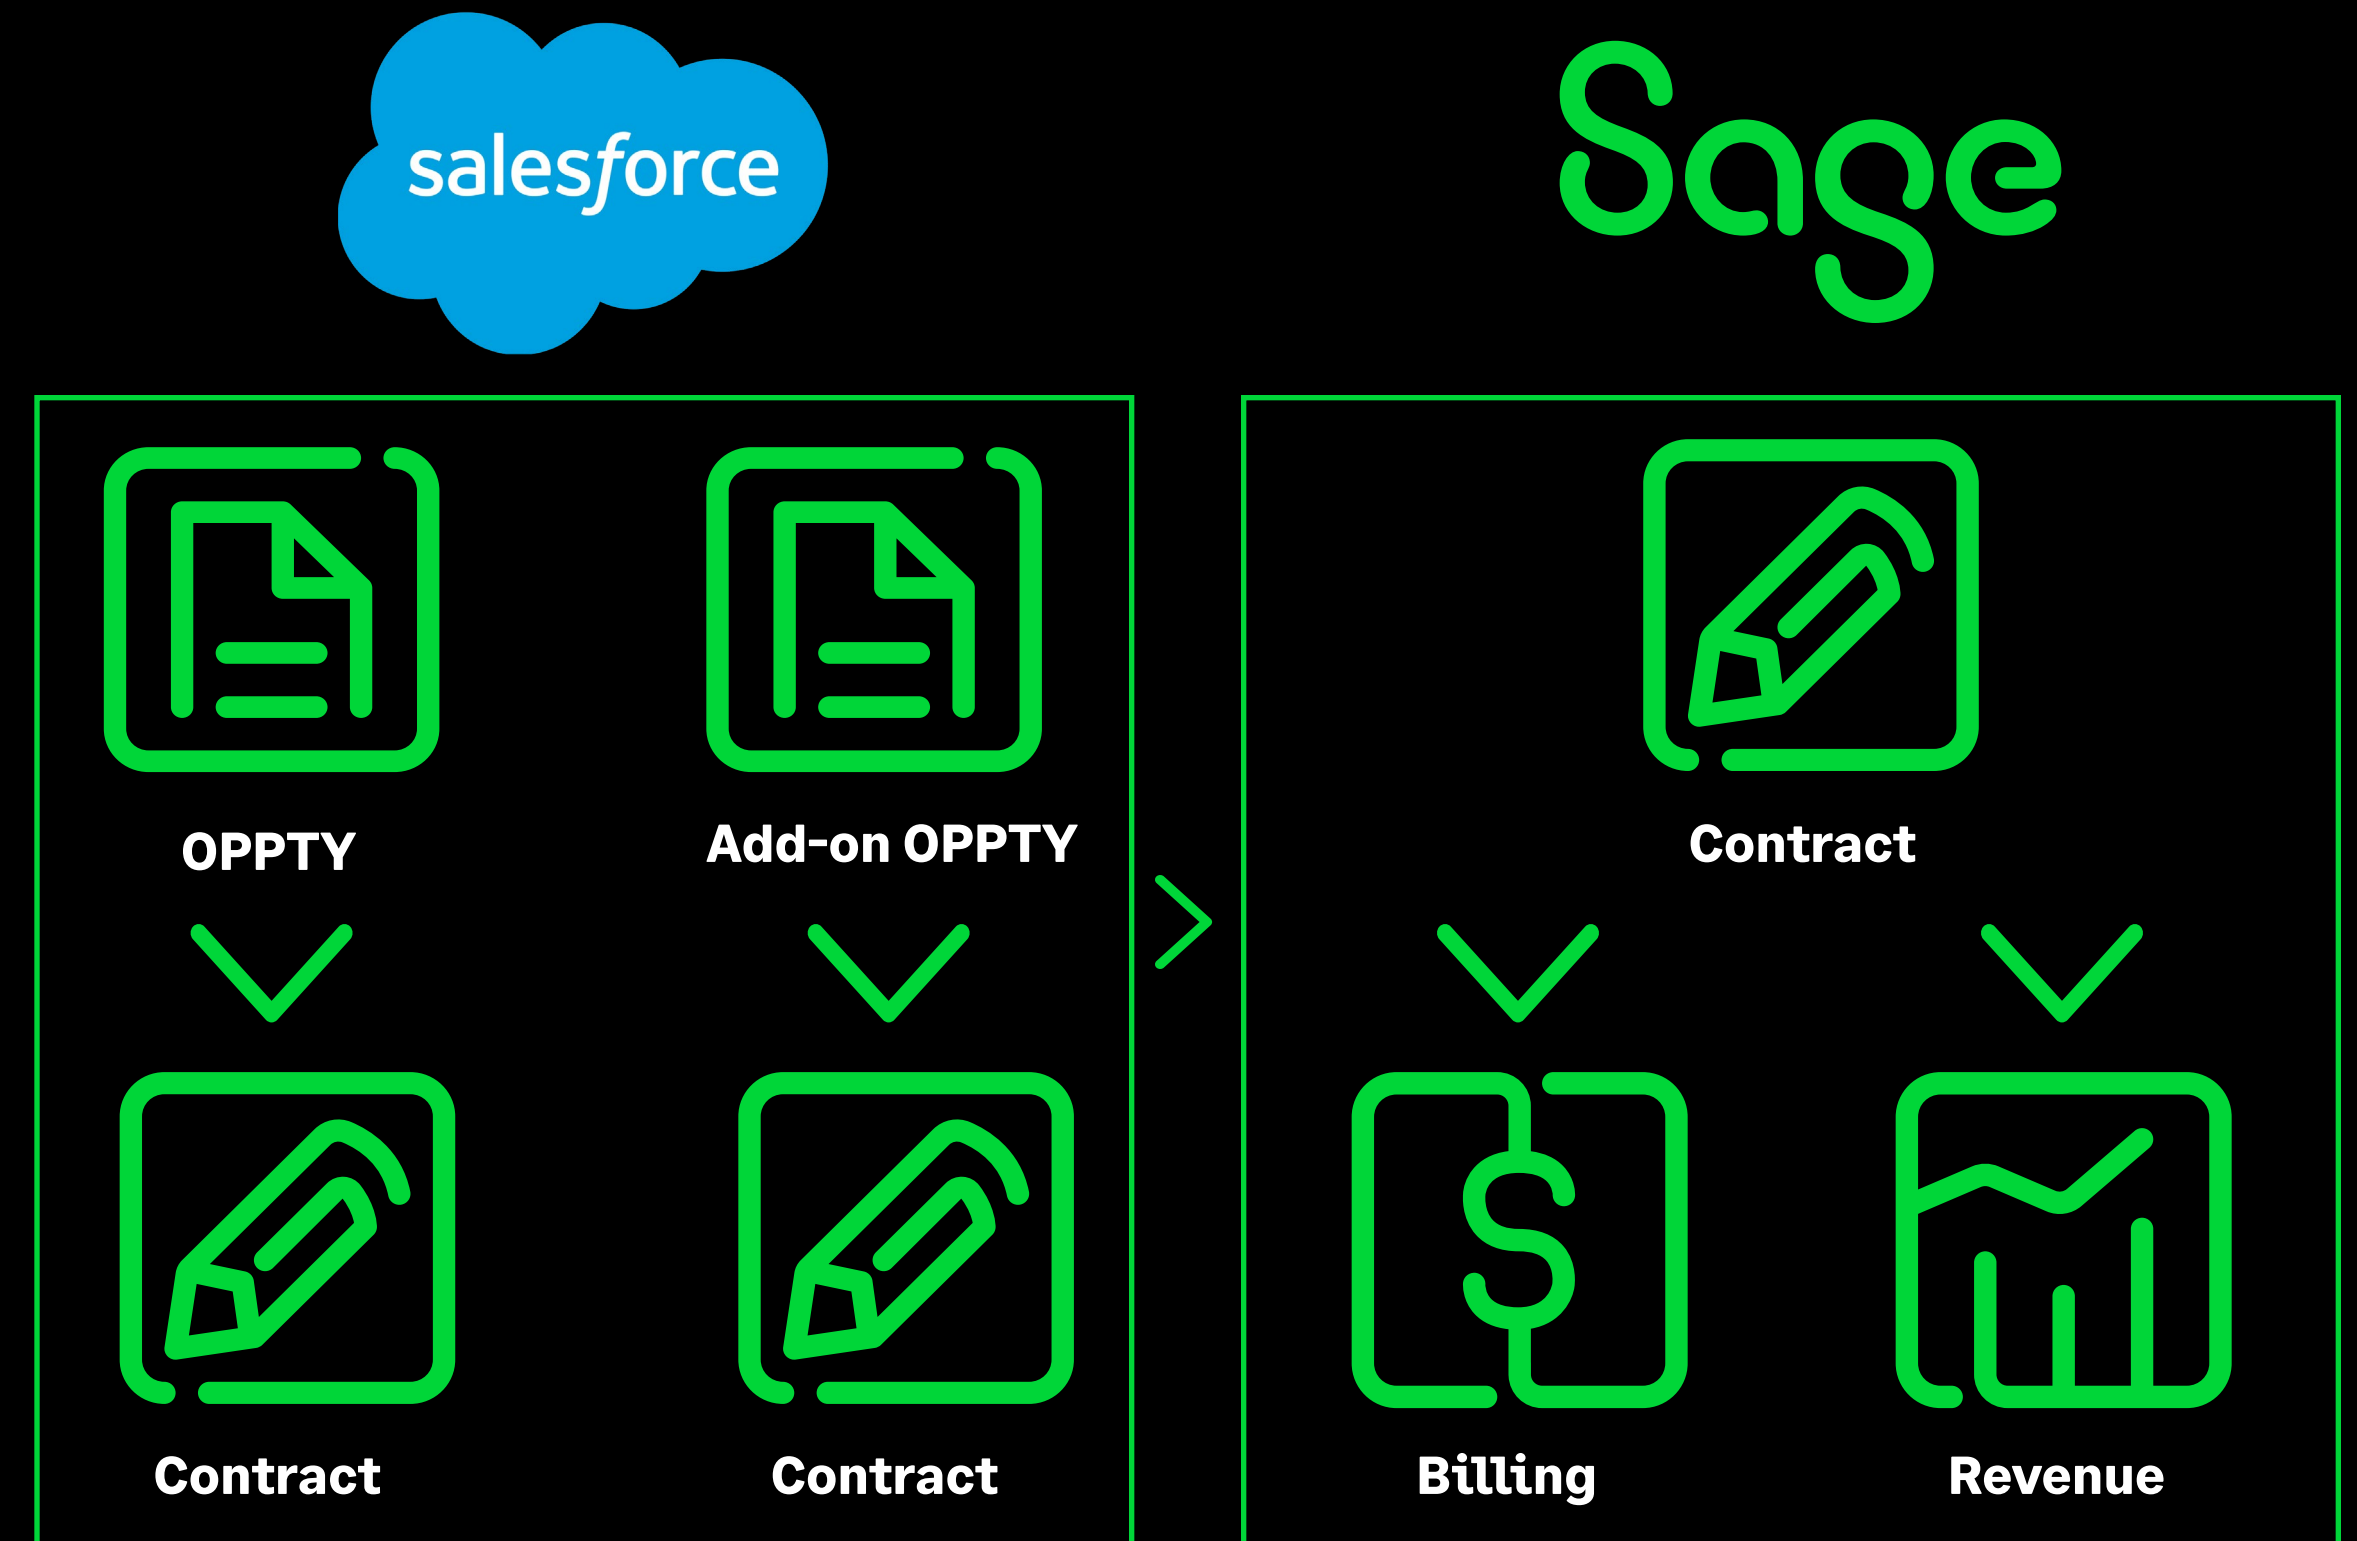 salesforce
Sage
OPPTY
Add-on OPPTY
Contract
Contract
Contract
Billing
Revenue